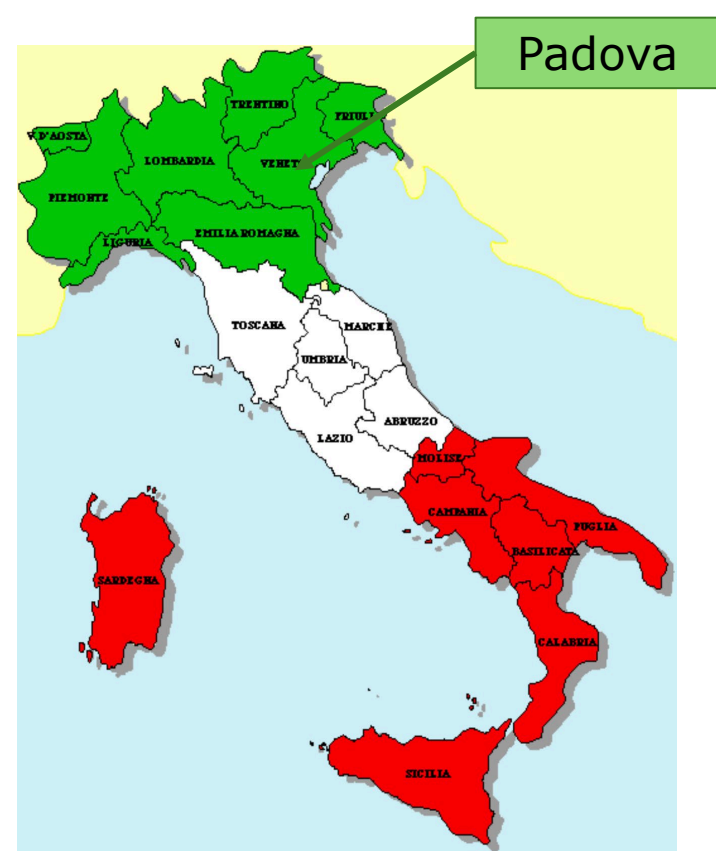 Padova
TRENTINO
FRIULI
V. D'AOSTA
LOMBARDIA
VENET
PIEMONTE
EMILIA ROMAGNA
LIGURIA
TOSCANA
MARCHE
UMBRIA
ABRUZZO
LAZIO
MOLISE
CAMPANIA
PUGLIA
BASILICATA
SARDEGNA
CALABRIA
SICILIA